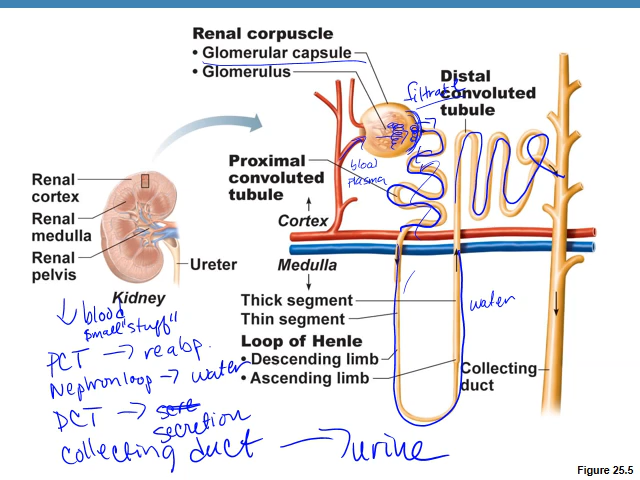 Renal corpuscle
• Glomerular capsule
• Glomerulus
filtrate
Distal
convoluted
tubule
blood
plasma
Proximal
convoluted
tubule
Renal
cortex
Renal
medulla
Renal
pelvis
Cortex
Ureter
Medulla
Kidney
Thick segment
Thin segment
water
Loop of Henle
• Descending limb
• Ascending limb
Collecting
duct
↓ blood
small "stuff"
PCT → reabp.
Nephron loop → water
DCT → secretion
collecting duct → urine
Figure 25.5